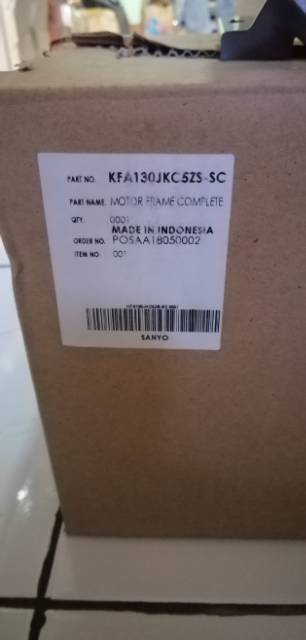 PART NO. KFA130JKC5ZS-SC
PART NAME. MOTOR FRAME COMPLETE
QTY. 0001
MADE IN INDONESIA
ORDER NO. POSAA18050002
ITEM NO 001
SANYO